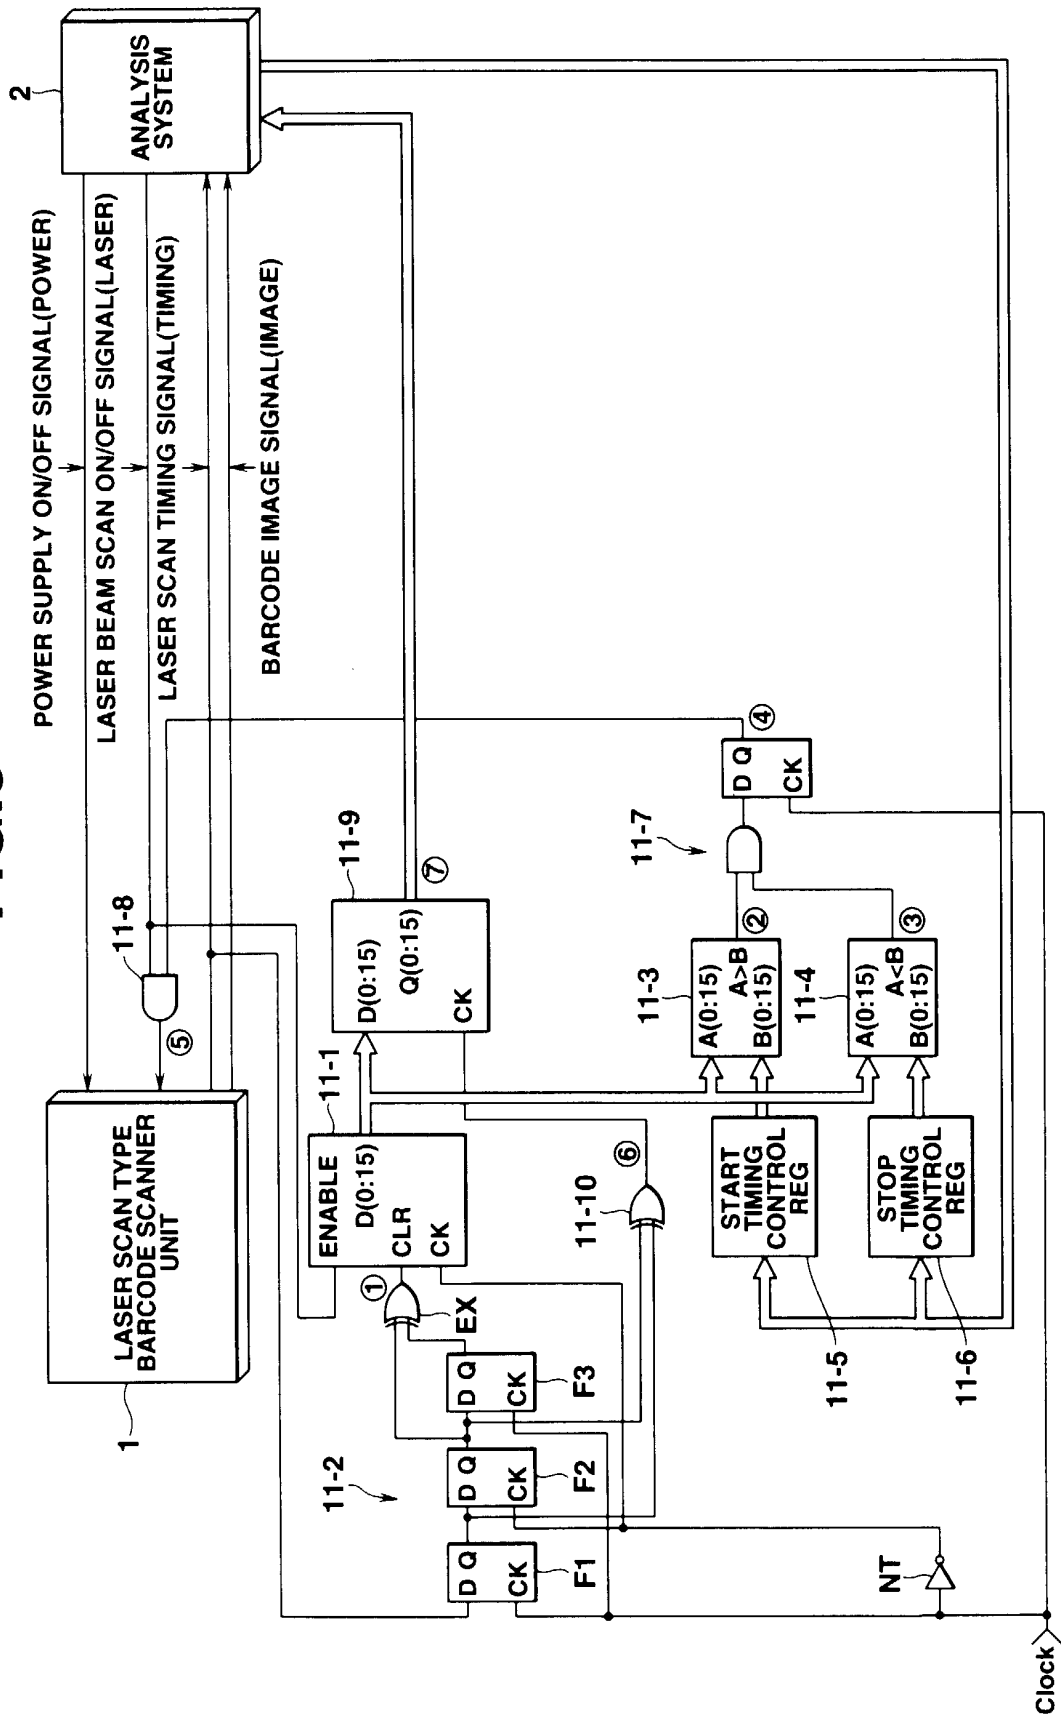 POWER SUPPLY ON/OFF SIGNAL(POWER)
LASER BEAM SCAN ON/OFF SIGNAL(LASER)
LASER SCAN TIMING SIGNAL(TIMING)
BARCODE IMAGE SIGNAL(IMAGE)
1
LASER SCAN TYPE
BARCODE SCANNER
UNIT
2
ANALYSIS
SYSTEM
11-8
⑤
11-1
ENABLE
D(0:15)
CLR
CK
11-9
D(0:15)
Q(0:15)
CK
⑦
11-2
①
EX
D Q
CK
F1
D Q
CK
F2
D Q
CK
F3
11-10
⑥
11-3
A(0:15)
A>B
B(0:15)
②
11-4
A(0:15)
A<B
B(0:15)
③
11-7
D Q
CK
④
START
TIMING
CONTROL
REG
11-5
STOP
TIMING
CONTROL
REG
11-6
NT
Clock